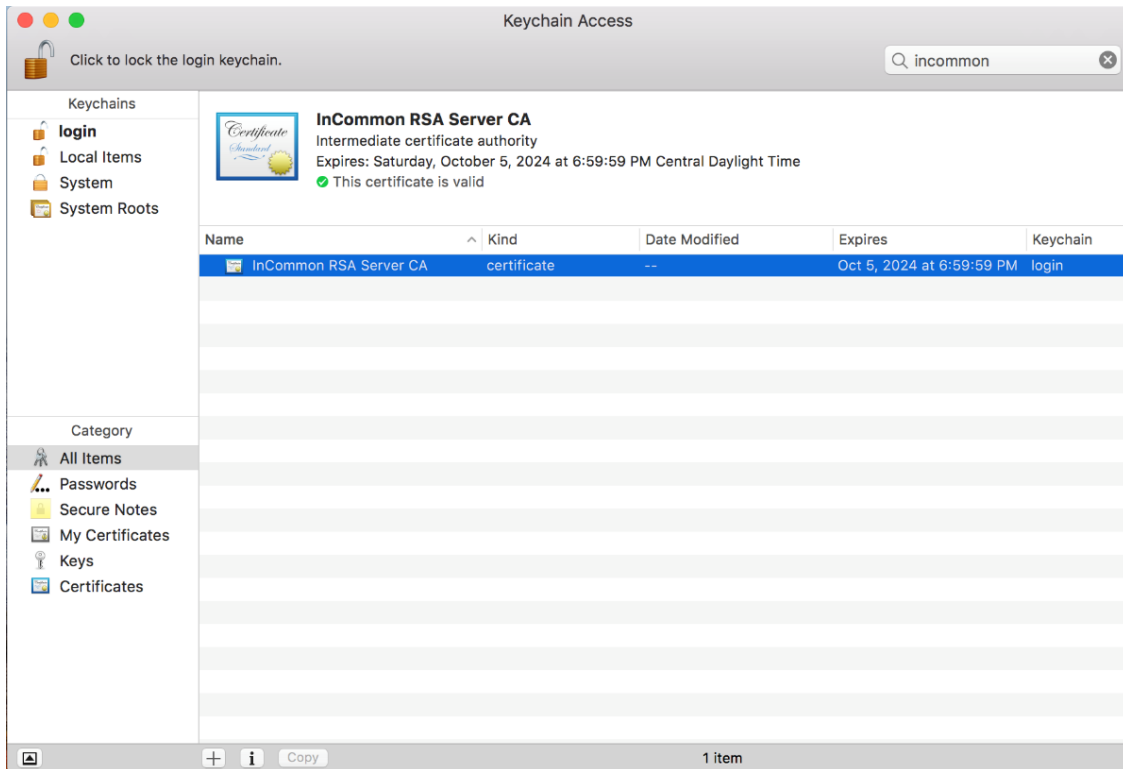 Keychain Access
Click to lock the login keychain.
incommon
Keychains
login
Local Items
System
System Roots
Certificate
Standard
InCommon RSA Server CA
Intermediate certificate authority
Expires: Saturday, October 5, 2024 at 6:59:59 PM Central Daylight Time
This certificate is valid
Name Kind Date Modified Expires Keychain
InCommon RSA Server CA certificate -- Oct 5, 2024 at 6:59:59 PM login
Category
All Items
Passwords
Secure Notes
My Certificates
Keys
Certificates
+ i Copy 1 item